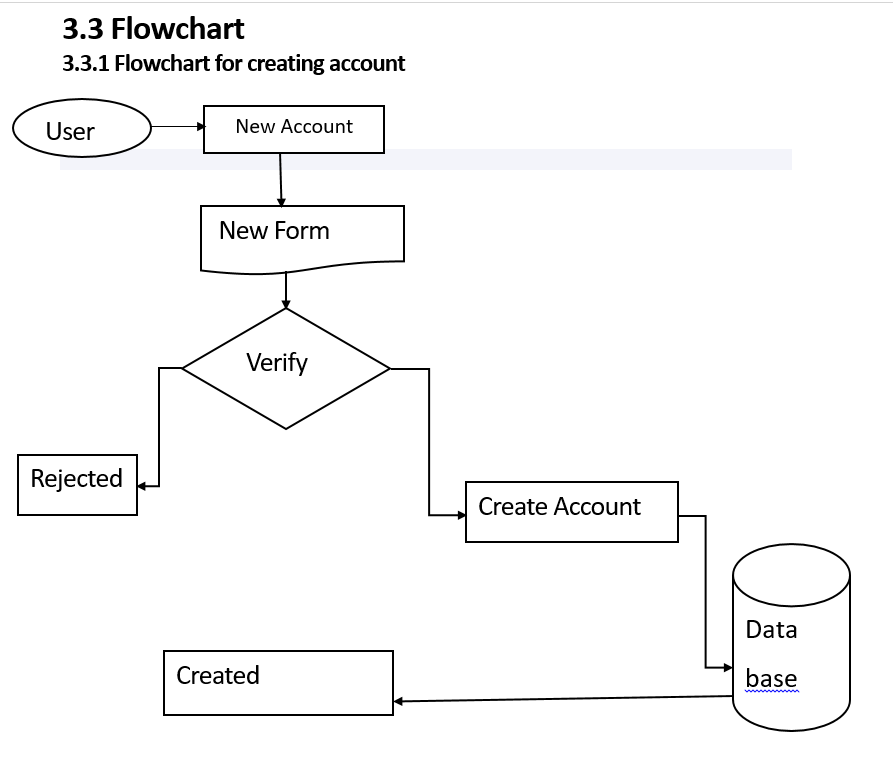 3.3 Flowchart
3.3.1 Flowchart for creating account
User
New Account
New Form
Verify
Rejected
Create Account
Data
base
Created